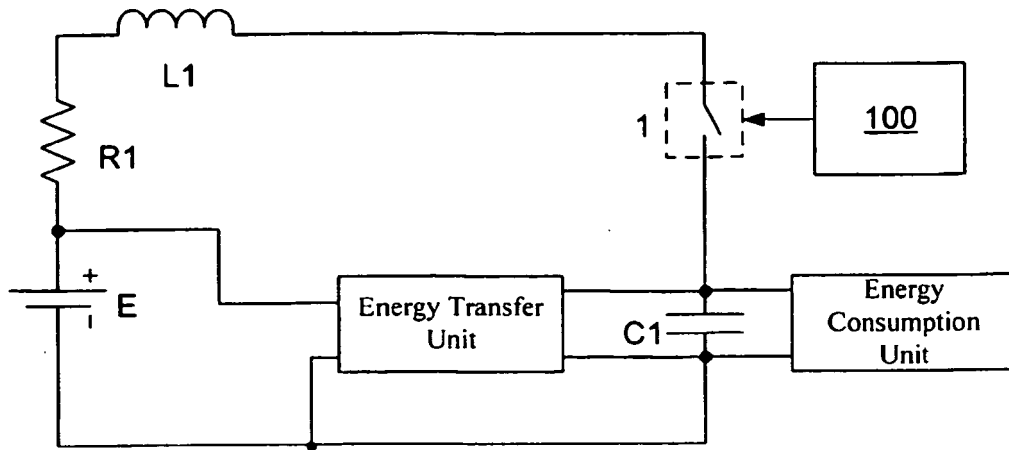 L1
1
100
R1
+
E
Energy Transfer
Unit
C1
Energy
Consumption
Unit